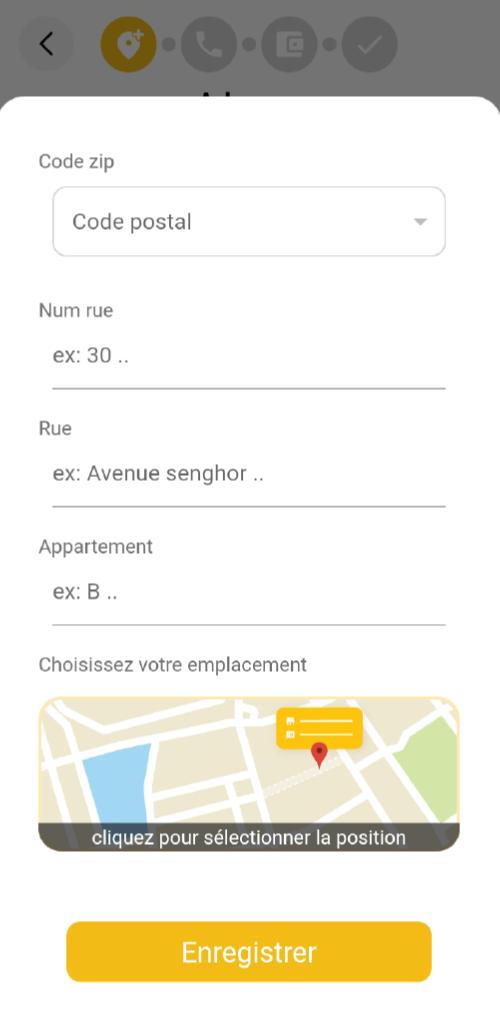 Code zip
Code postal
Num rue
ex: 30 ..
Rue
ex: Avenue senghor ..
Appartement
ex: B ..
Choisissez votre emplacement
cliquez pour sélectionner la position
Enregistrer